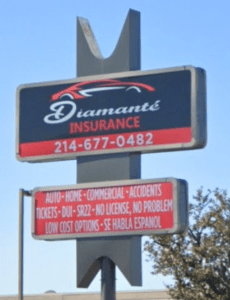 Diamanté
INSURANCE
214-677-0482
AUTO • HOME • COMMERCIAL • ACCIDENTS
TICKETS • DUI • SR22 • NO LICENSE, NO PROBLEM
LOW COST OPTIONS • SE HABLA ESPANOL